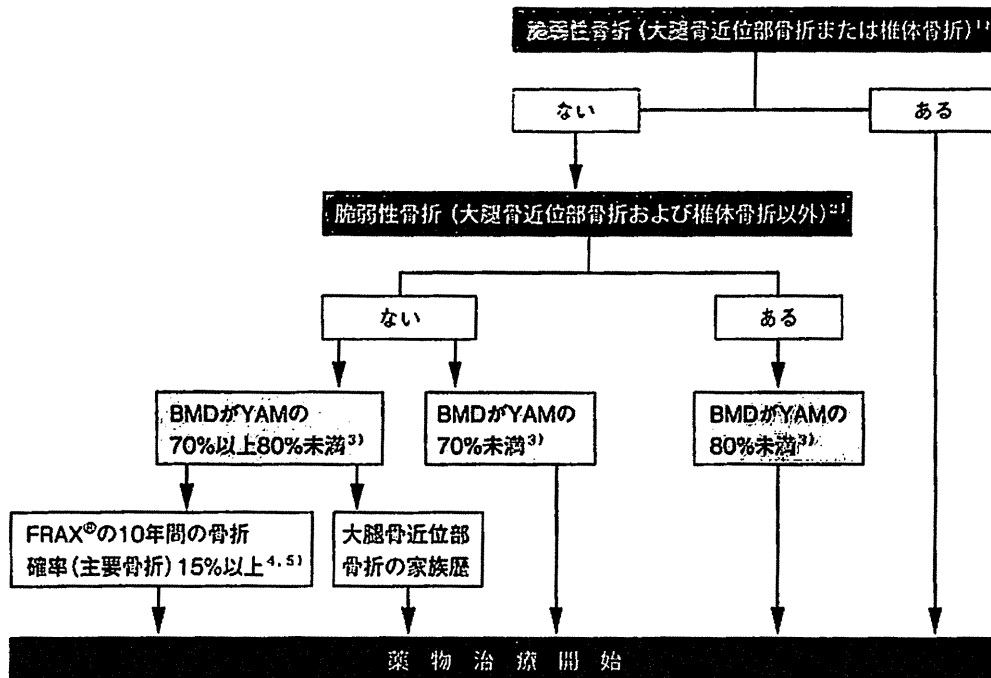 脆弱性骨折(大腿骨近位部骨折または椎体骨折)1)
ない
ある
脆弱性骨折(大腿骨近位部骨折および椎体骨折以外)2)
ない
ある
BMDがYAMの
70%以上80%未満3)
BMDがYAMの
70%未満3)
BMDがYAMの
80%未満3)
FRAX®の10年間の骨折
確率(主要骨折)15%以上4,5)
大腿骨近位部
骨折の家族歴
薬物治療開始